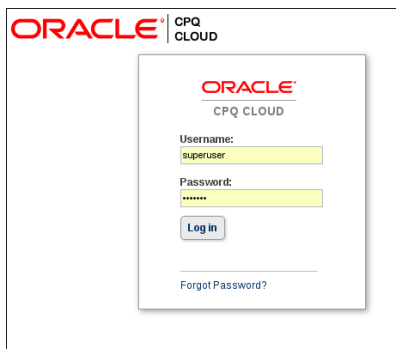 ORACLE® CPQ
CLOUD
ORACLE®
CPQ CLOUD
Username:
superuser
Password:
•••••••
Log in
Forgot Password?